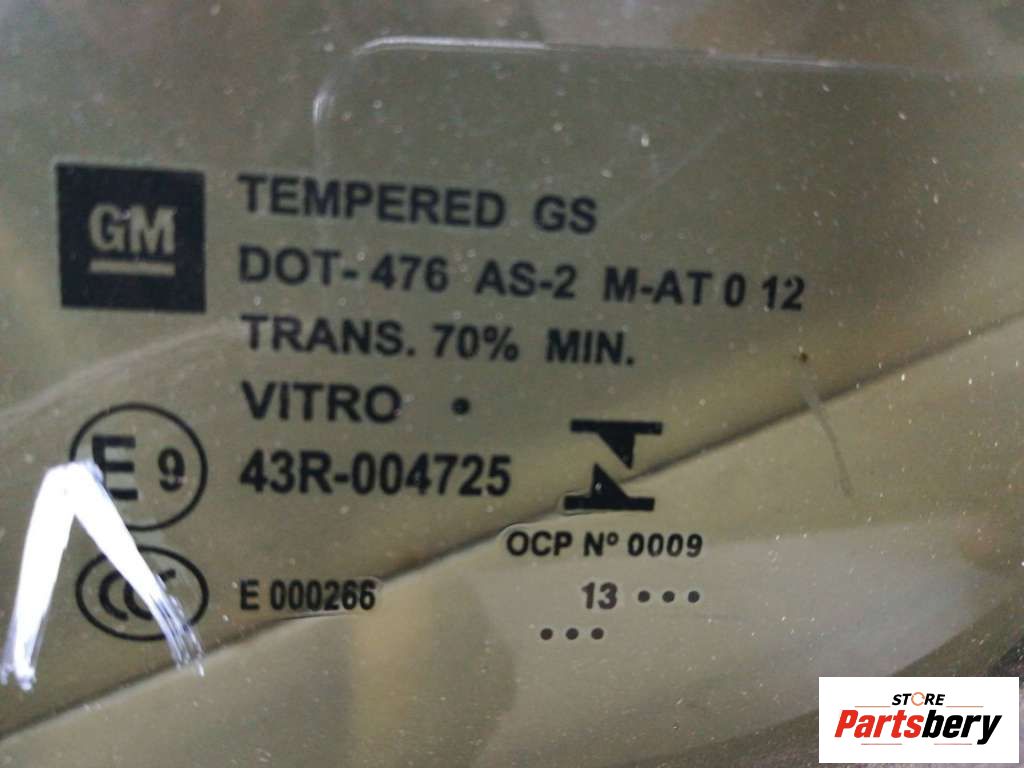 GM
TEMPERED GS
DOT-476 AS-2 M-AT 0 12
TRANS. 70% MIN.
VITRO •
E 9
43R-004725
OCP Nº 0009
CCC
E 000266
13 •••
•••
STORE
Partsbery